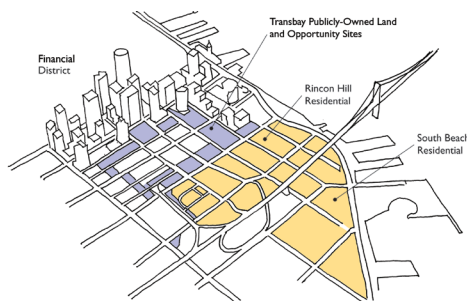 Transbay Publicly-Owned Land
and Opportunity Sites
Financial
District
Rincon Hill
Residential
South Beach
Residential